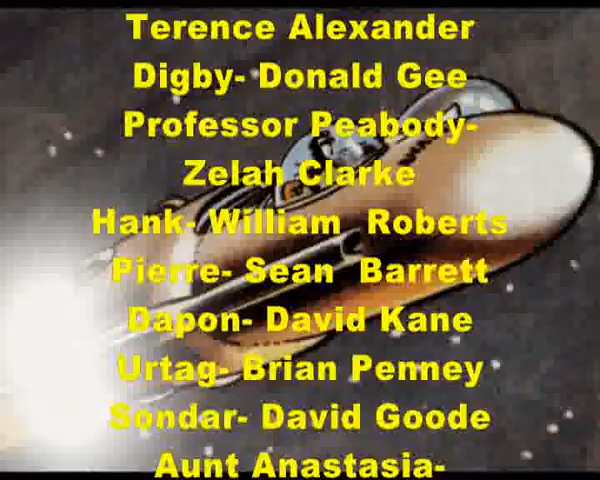 Terence Alexander
Digby- Donald Gee
Professor Peabody-
Zelah Clarke
Hank- William  Roberts
Pierre- Sean  Barrett
Dapon- David Kane
Urtag- Brian Penney
Sondar- David Goode
Aunt Anastasia-